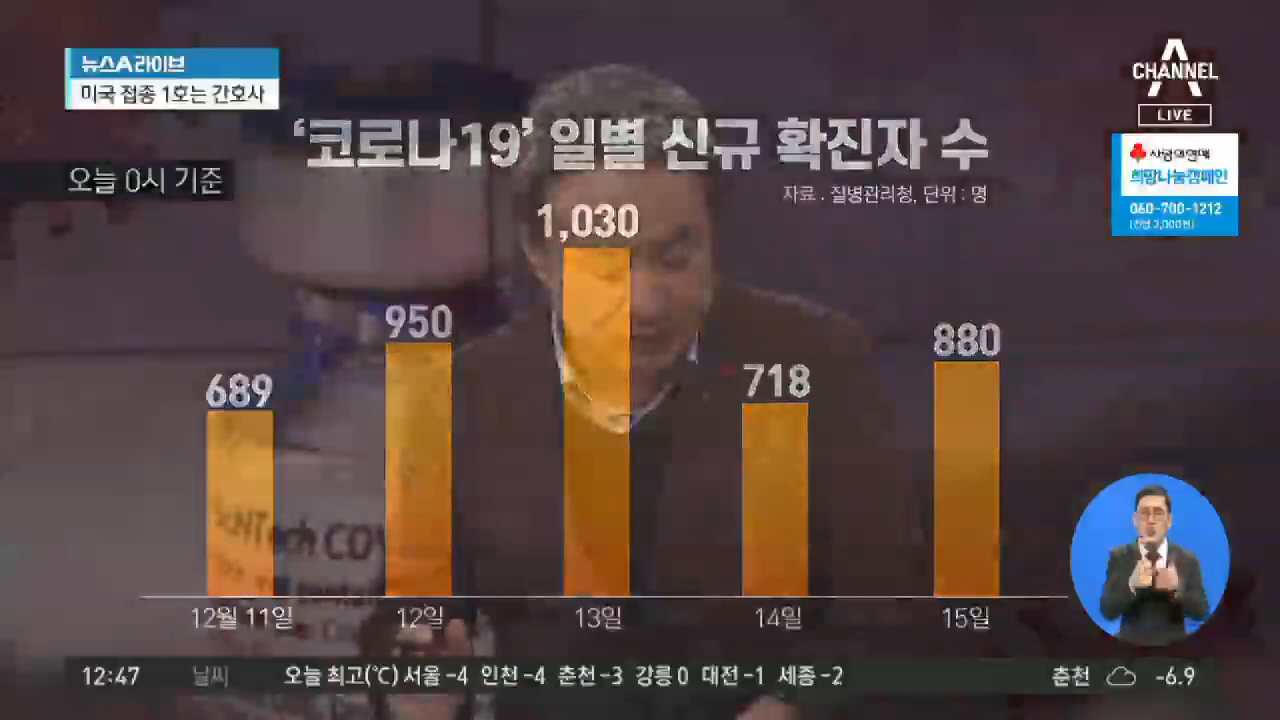 뉴스A 라이브
미국 접종 1호는 간호사
CHANNEL A
LIVE
'코로나19' 일별 신규 확진자 수
오늘 0시 기준
자료 : 질병관리청, 단위 : 명
사랑의열매
희망나눔캠페인
060-700-1212
689
950
1,030
718
880
NTech COV
12월 11일
12일
13일
14일
15일
12:47
날씨
오늘 최고(℃) 서울 -4 인천 -4 춘천 -3 강릉 0 대전 -1 세종 -2
춘천 -6.9